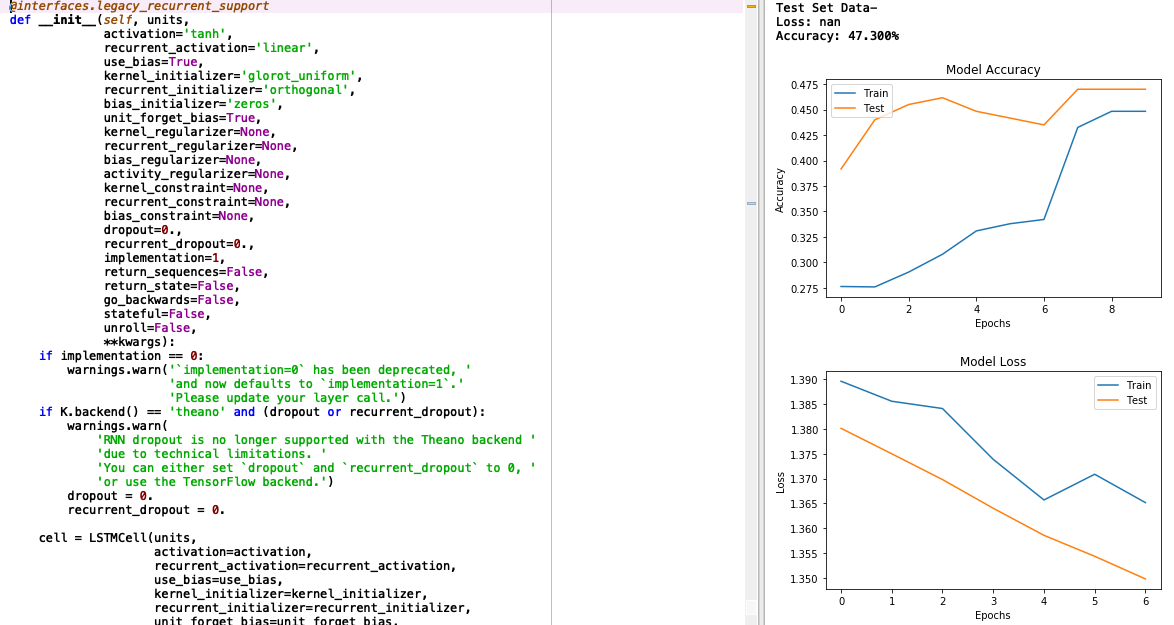 @interfaces.legacy_recurrent_support
def __init__(self, units,
activation='tanh',
recurrent_activation='linear',
use_bias=True,
kernel_initializer='glorot_uniform',
recurrent_initializer='orthogonal',
bias_initializer='zeros',
unit_forget_bias=True,
kernel_regularizer=None,
recurrent_regularizer=None,
bias_regularizer=None,
activity_regularizer=None,
kernel_constraint=None,
recurrent_constraint=None,
bias_constraint=None,
dropout=0.,
recurrent_dropout=0.,
implementation=1,
return_sequences=False,
return_state=False,
go_backwards=False,
stateful=False,
unroll=False,
**kwargs):
if implementation == 0:
warnings.warn('`implementation=0` has been deprecated, '
'and now defaults to `implementation=1`.'
'Please update your layer call.')
if K.backend() == 'theano' and (dropout or recurrent_dropout):
warnings.warn(
'RNN dropout is no longer supported with the Theano backend '
'due to technical limitations. '
'You can either set `dropout` and `recurrent_dropout` to 0, '
'or use the TensorFlow backend.')
dropout = 0.
recurrent_dropout = 0.
cell = LSTMCell(units,
activation=activation,
recurrent_activation=recurrent_activation,
use_bias=use_bias,
kernel_initializer=kernel_initializer,
recurrent_initializer=recurrent_initializer,
unit_forget_bias=unit_forget_bias,
Test Set Data-
Loss: nan
Accuracy: 47.300%
Model Accuracy
Train
Test
0.475
0.450
0.425
0.400
0.375
0.350
0.325
0.300
0.275
Accuracy
0 2 4 6 8
Epochs
Model Loss
Train
Test
1.390
1.385
1.380
1.375
1.370
1.365
1.360
1.355
1.350
Loss
0 1 2 3 4 5 6
Epochs